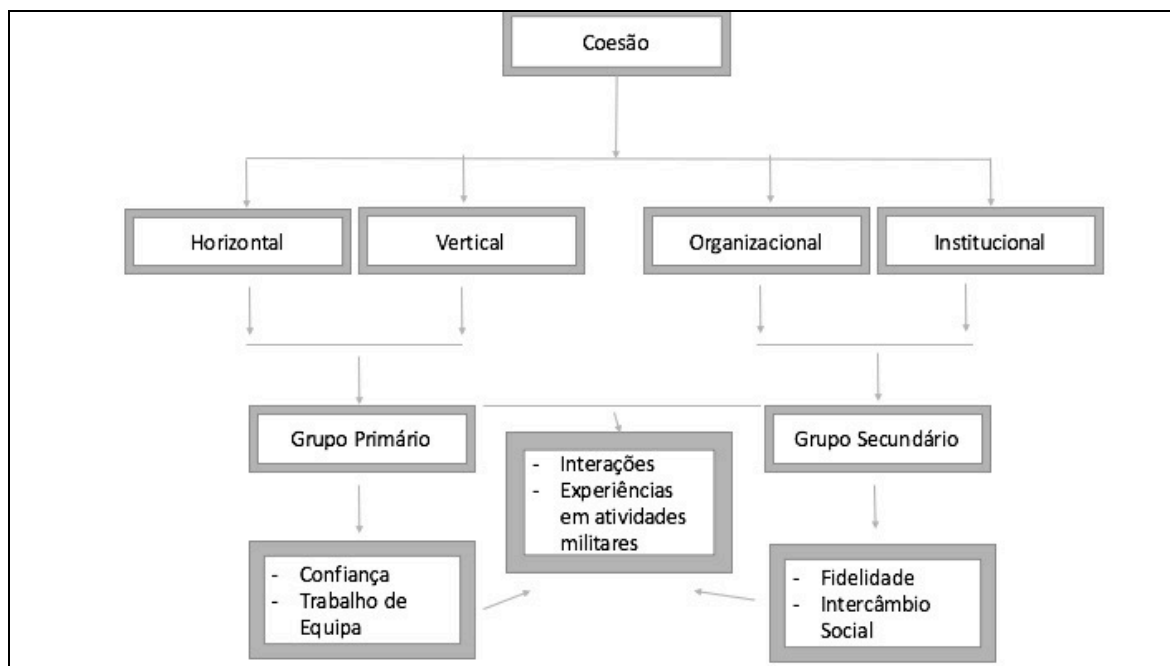 Coesão
Horizontal
Vertical
Organizacional
Institucional
Grupo Primário
Grupo Secundário
- Interações
- Experiências
em atividades
militares
- Confiança
- Trabalho de
Equipa
- Fidelidade
- Intercâmbio
Social